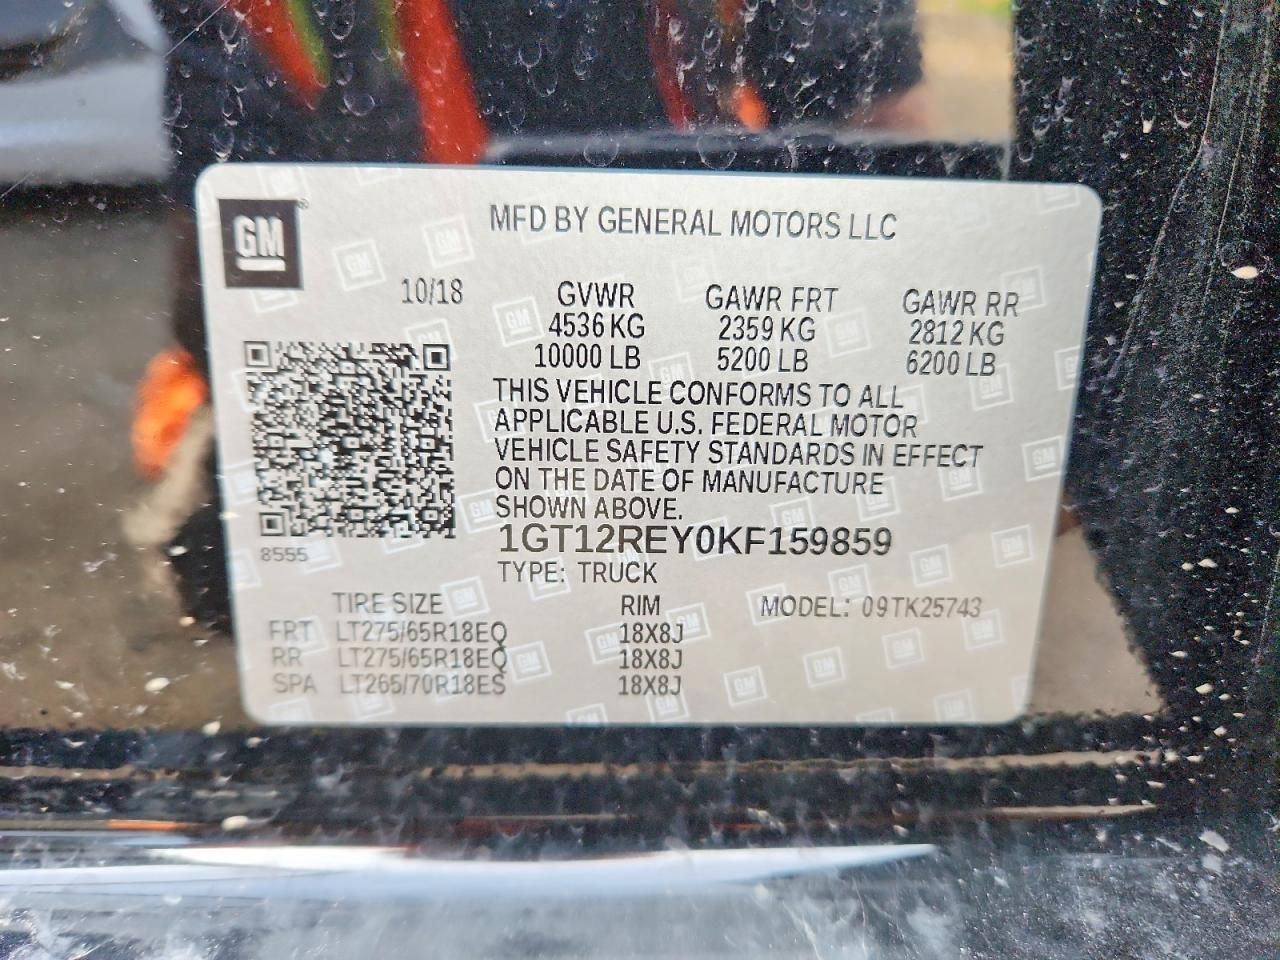 GM
MFD BY GENERAL MOTORS LLC
10/18
GVWR GAWR FRT GAWR RR
4536 KG 2359 KG 2812 KG
10000 LB 5200 LB 6200 LB
THIS VEHICLE CONFORMS TO ALL
APPLICABLE U.S. FEDERAL MOTOR
VEHICLE SAFETY STANDARDS IN EFFECT
ON THE DATE OF MANUFACTURE
SHOWN ABOVE.
1GT12REY0KF159859
8555
TYPE: TRUCK
TIRE SIZE RIM MODEL: 09TK25743
FRT LT275/65R18EQ 18X8J
RR LT275/65R18EQ 18X8J
SPA LT265/70R18ES 18X8J